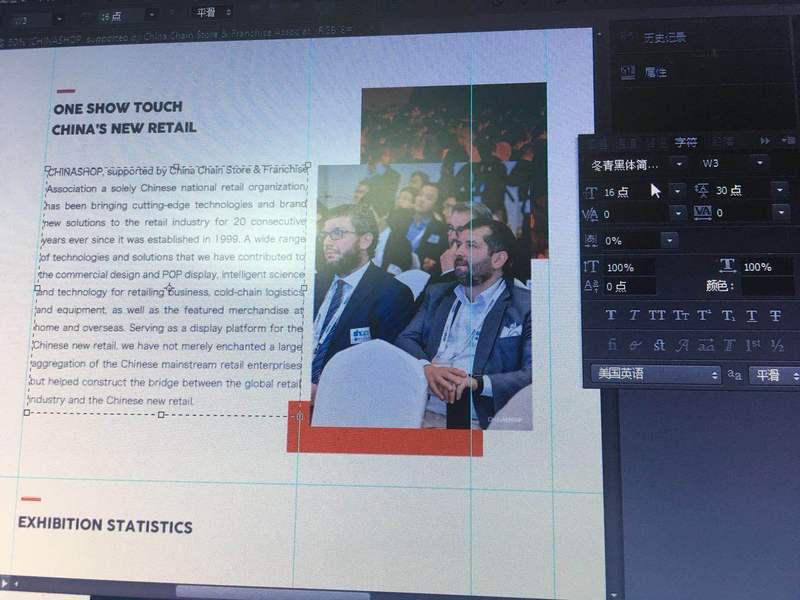 W3
16 点
平滑
CHINASHOP, supported by China Chain Store & Franchise Associat
历史记录
属性
字符
冬青黑体简... W3
16 点 30 点
0 0
0%
100% 100%
0 点 颜色:
T T TT Tт T¹ T₁ T T
fi st A aa T 1st ½
美国英语 aa 平滑
ONE SHOW TOUCH
CHINA'S NEW RETAIL
CHINASHOP, supported by China Chain Store & Franchise
Association a solely Chinese national retail organization
has been bringing cutting-edge technologies and brand
new solutions to the retail industry for 20 consecutive
years ever since it was established in 1999. A wide range
of technologies and solutions that we have contributed to
the commercial design and POP display, intelligent science
and technology for retailing business, cold-chain logistics
and equipment, as well as the featured merchandise at
home and overseas. Serving as a display platform for the
Chinese new retail, we have not merely enchanted a large
aggregation of the Chinese mainstream retail enterprises
but helped construct the bridge between the global retail
industry and the Chinese new retail.
CHINASHOP
EXHIBITION STATISTICS